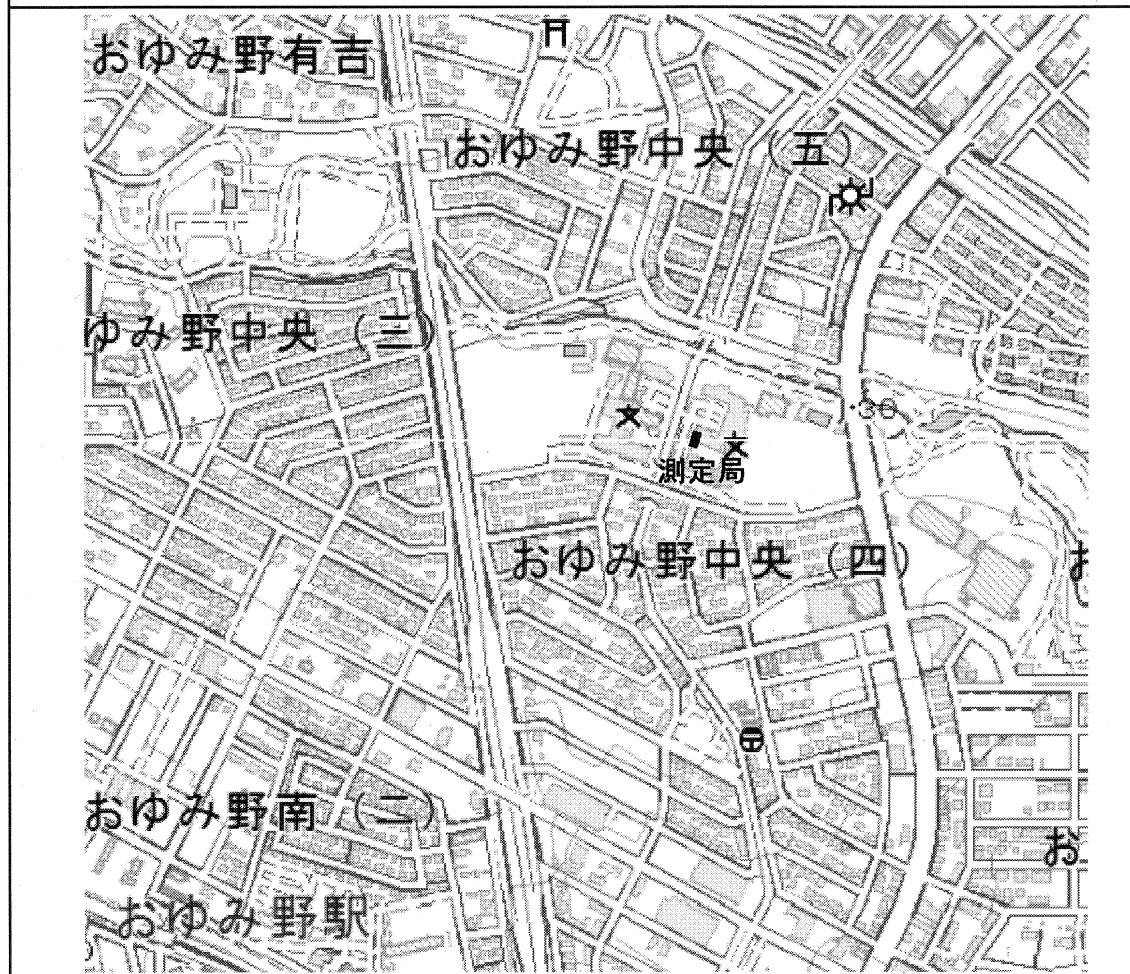 おゆみ野有吉
おゆみ野中央（五）
ゆみ野中央（三）
・30
測定局
おゆみ野中央（四）
お
おゆみ野南（二）
お
おゆみ野駅